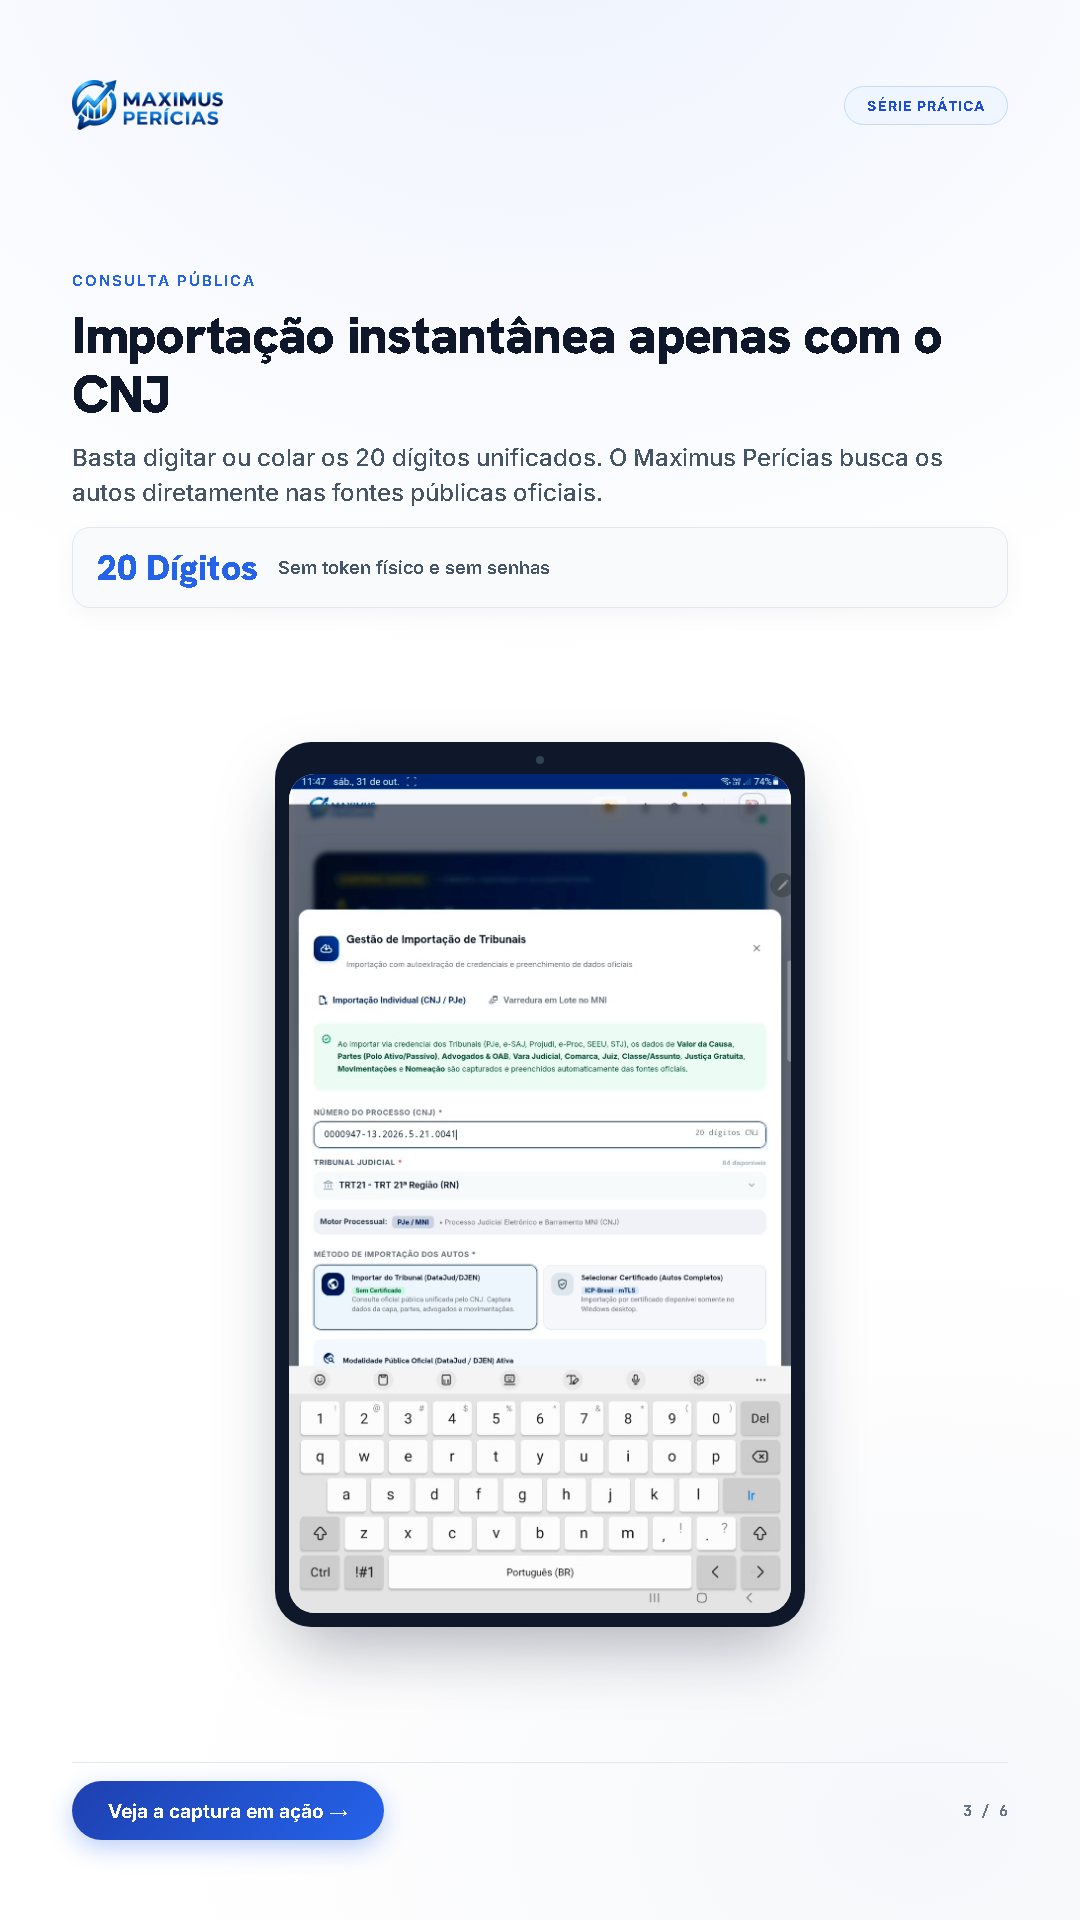 MAXIMUS
PERÍCIAS
SÉRIE PRÁTICA
CONSULTA PÚBLICA
Importação instantânea apenas com o
CNJ
Basta digitar ou colar os 20 dígitos unificados. O Maximus Perícias busca os
autos diretamente nas fontes públicas oficiais.
20 Dígitos Sem token físico e sem senhas
11:47 sáb., 31 de out. 74%
MAXIMUS
Gestão de Importação de Tribunais
Importação com autoextração de credenciais e preenchimento de dados oficiais
Importação Individual (CNJ / PJe) Varredura em Lote no MNI
Ao importar via credencial dos Tribunais (PJe, e-SAJ, Projudi, e-Proc, SEEU, STJ), os dados de Valor da Causa,
Partes (Polo Ativo/Passivo), Advogados & OAB, Vara Judicial, Comarca, Juiz, Classe/Assunto, Justiça Gratuita,
Movimentações e Nomeação são capturados e preenchidos automaticamente das fontes oficiais.
NÚMERO DO PROCESSO (CNJ) *
0000947-13.2026.5.21.0041 20 dígitos CNJ
TRIBUNAL JUDICIAL * 84 disponíveis
TRT21 - TRT 21ª Região (RN)
Motor Processual: PJe / MNI • Processo Judicial Eletrônico e Barramento MNI (CNJ)
MÉTODO DE IMPORTAÇÃO DOS AUTOS *
Importar do Tribunal (DataJud/DJEN)
Sem Certificado
Consulta oficial pública unificada pelo CNJ. Captura
dados da capa, partes, advogados e movimentações.
Selecionar Certificado (Autos Completos)
ICP-Brasil · mTLS
Importação por certificado disponível somente no
Windows desktop.
Modalidade Pública Oficial (DataJud / DJEN) Ativa
1 ! 2 @ 3 # 4 $ 5 % 6 ^ 7 & 8 * 9 ( 0 ) Del
q w e r t y u i o p
a s d f g h j k l Ir
z x c v b n m , ! . ?
Ctrl !#1 Português (BR) < >
Veja a captura em ação →
3 / 6